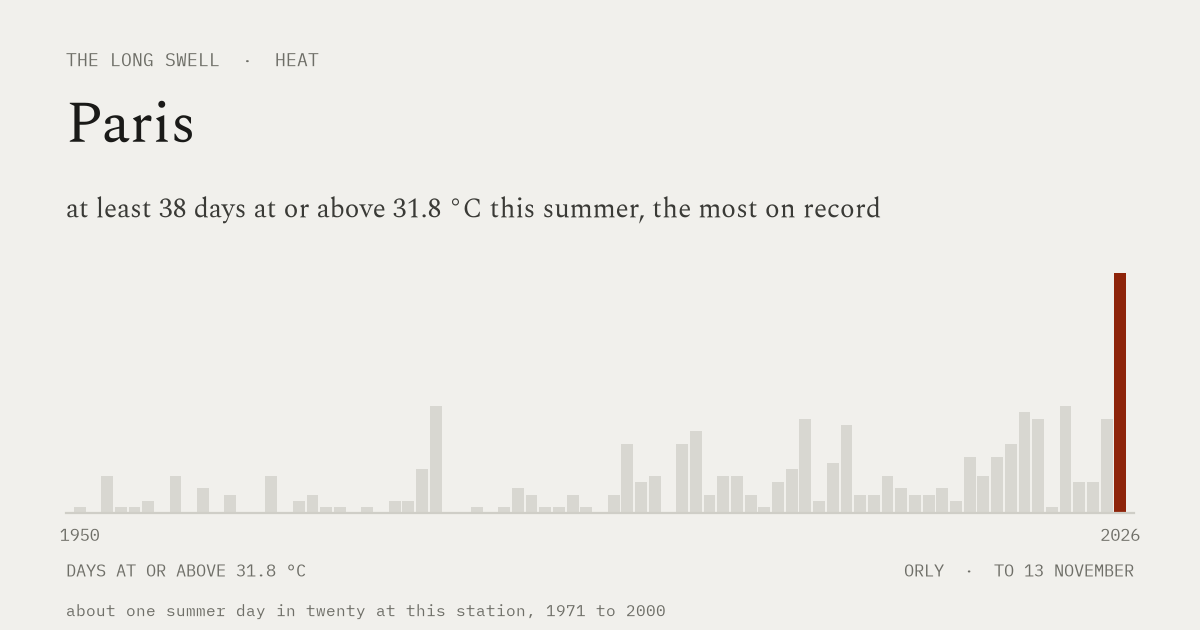 THE LONG SWELL · HEAT
Paris
at least 38 days at or above 31.8 °C this summer, the most on record
1950
2026
DAYS AT OR ABOVE 31.8 °C
ORLY · TO 13 NOVEMBER
about one summer day in twenty at this station, 1971 to 2000